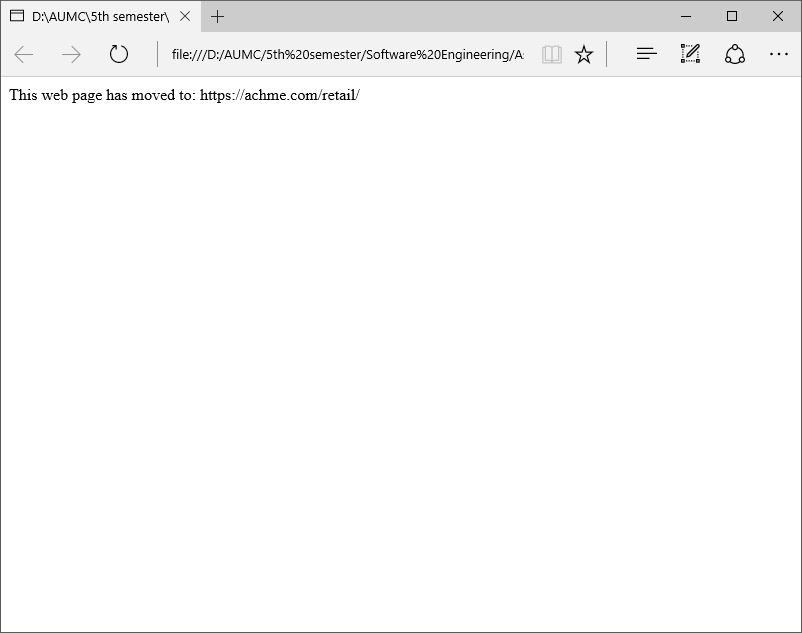 D:\AUMC\5th semester\
file:///D:/AUMC/5th%20semester/Software%20Engineering/A
This web page has moved to: https://achme.com/retail/